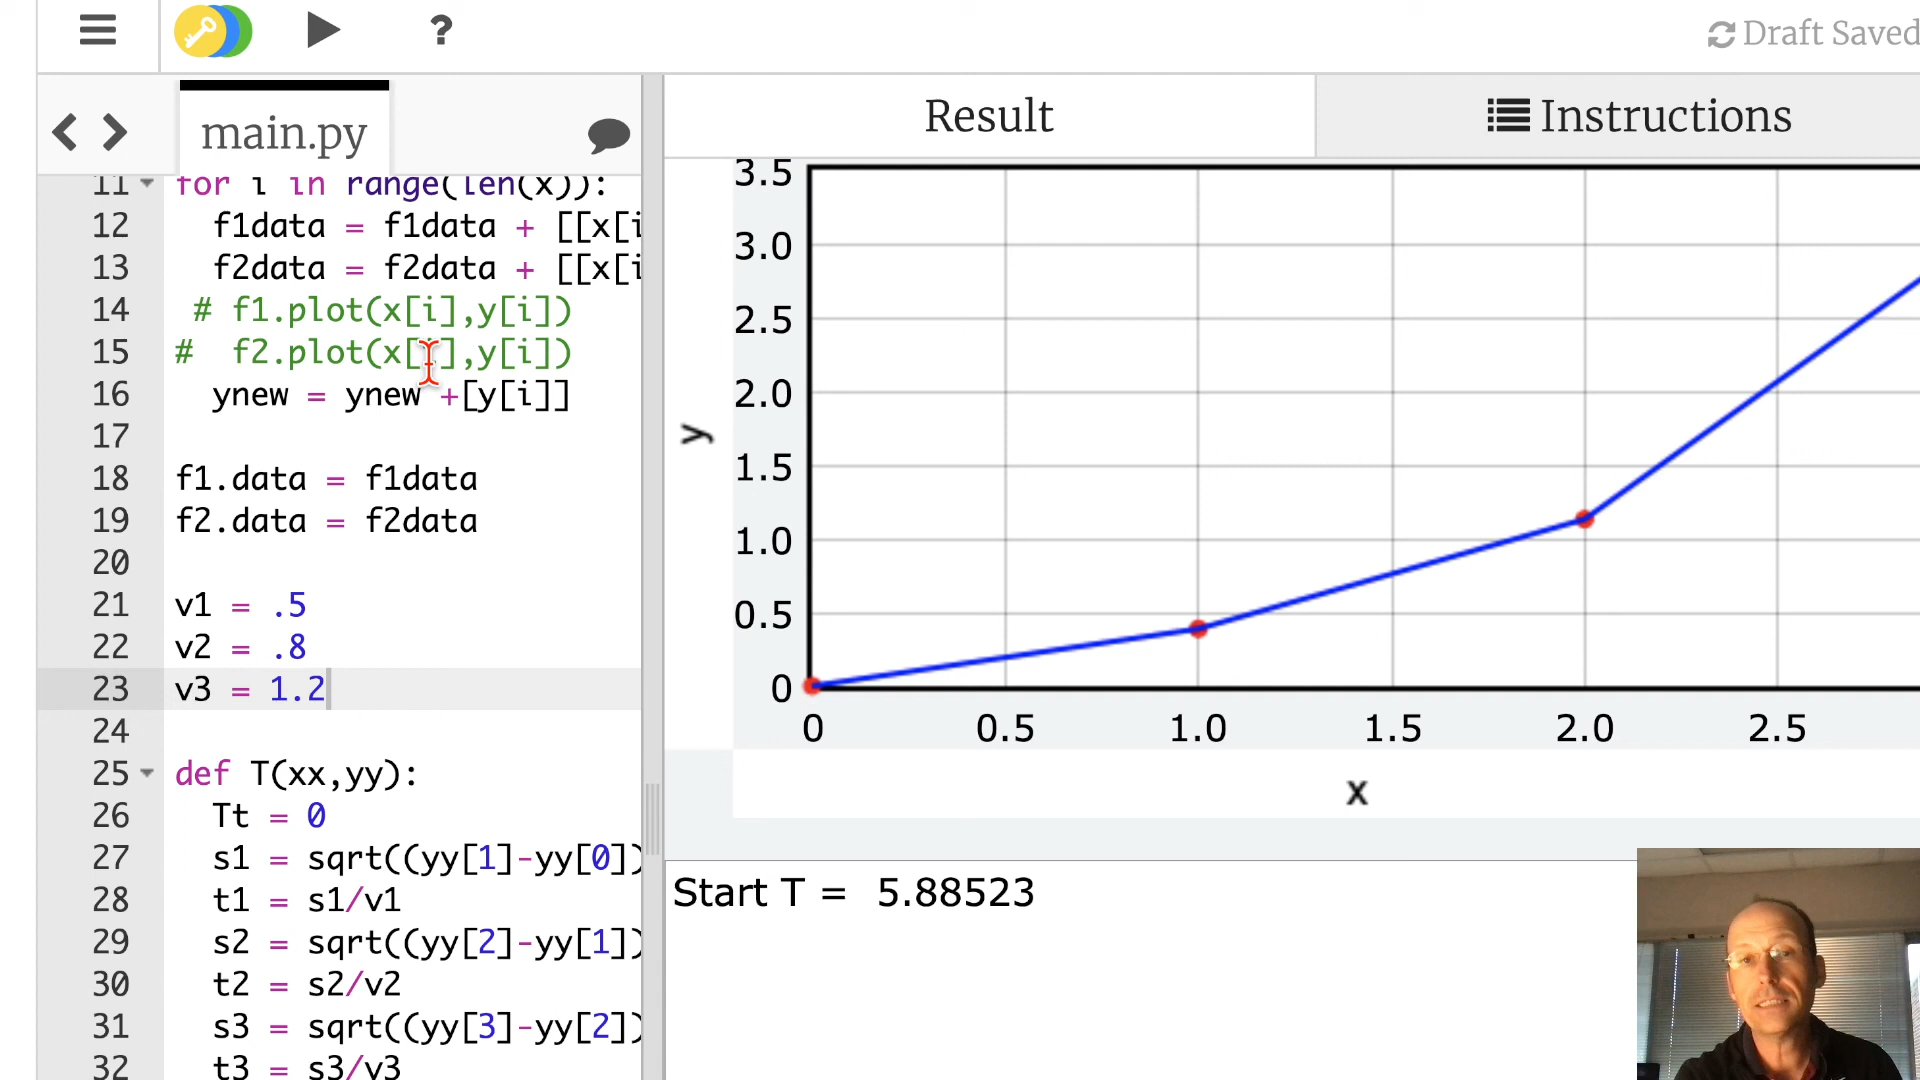 ?
Draft Saved
main.py
Result
Instructions
11 for i in range(len(x)):
12 f1data = f1data + [[x[i
13 f2data = f2data + [[x[i
14 # f1.plot(x[i],y[i])
15 # f2.plot(x[i],y[i])
16 ynew = ynew +[y[i]]
17
18 f1.data = f1data
19 f2.data = f2data
20
21 v1 = .5
22 v2 = .8
23 v3 = 1.2
24
25 def T(xx,yy):
26 Tt = 0
27 s1 = sqrt((yy[1]-yy[0])
28 t1 = s1/v1
29 s2 = sqrt((yy[2]-yy[1])
30 t2 = s2/v2
31 s3 = sqrt((yy[3]-yy[2])
32 t3 = s3/v3
3.5
3.0
2.5
2.0
1.5
1.0
0.5
0
y
0 0.5 1.0 1.5 2.0 2.5
x
Start T = 5.88523